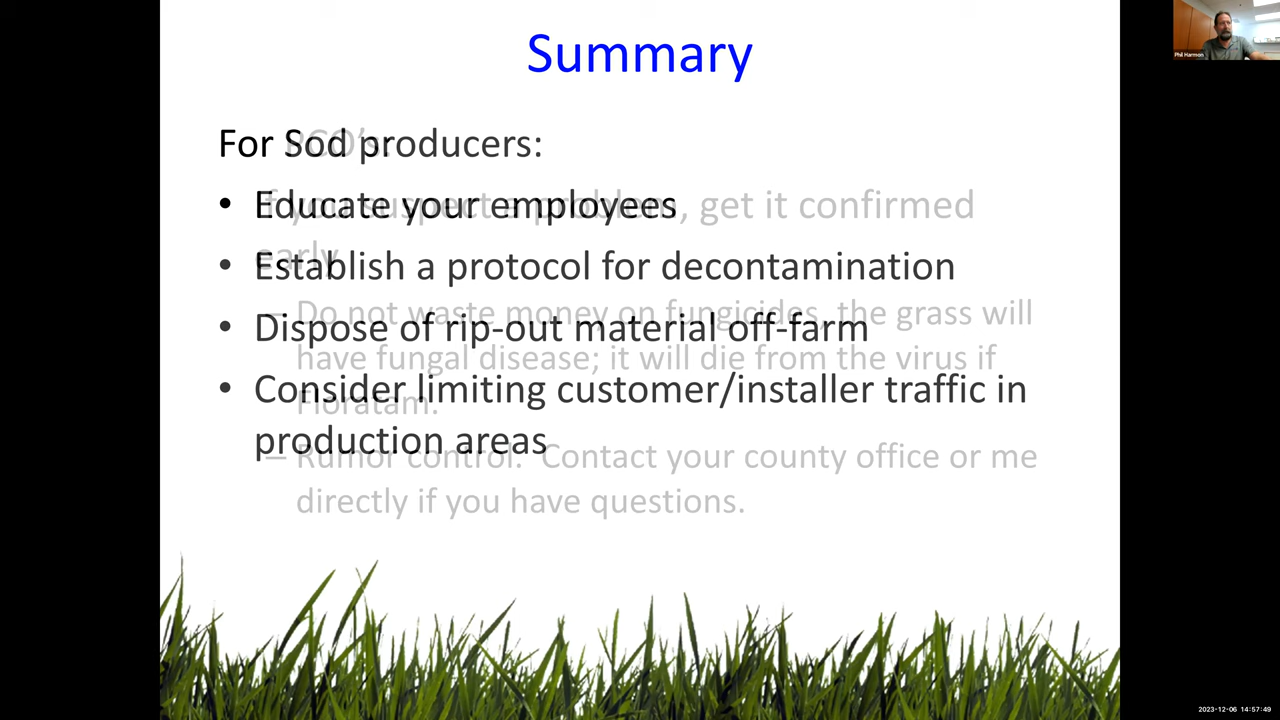 Summary
For Sod producers:
• Educate your employees
• Establish a protocol for decontamination
• Dispose of rip-out material off-farm
• Consider limiting customer/installer traffic in
production areas
If you suspect a problem, get it confirmed
early
– Do not waste money on fungicides, the grass will
have fungal disease; it will die from the virus if
Floratam.
– Rumor control: Contact your county office or me
directly if you have questions.
Phil Harmon
2023-12-06 14:57:49